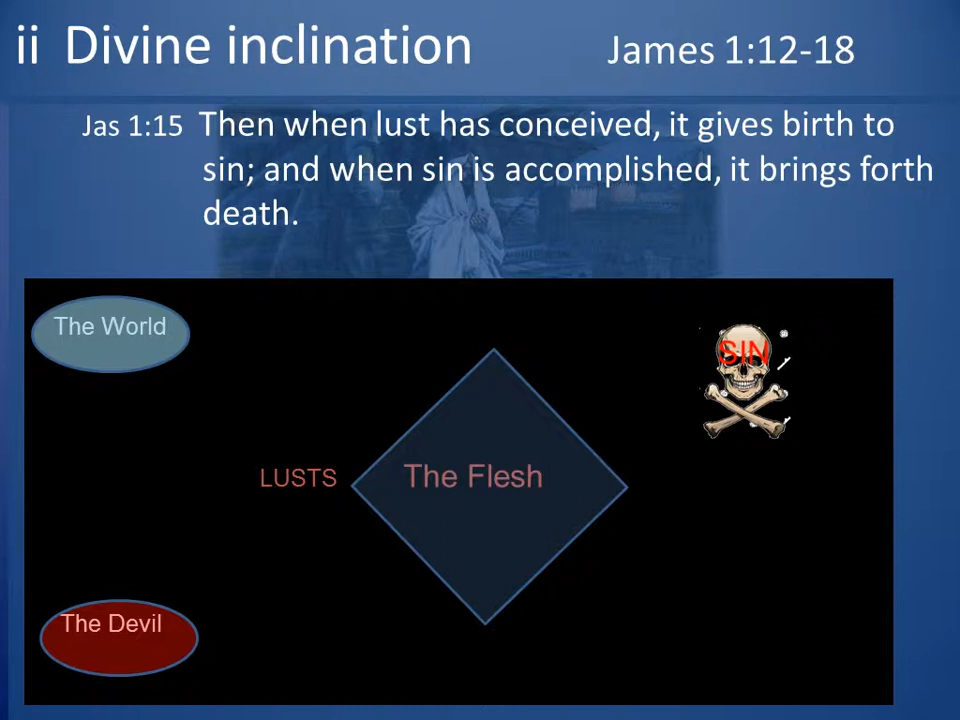 ii Divine inclination James 1:12-18
Jas 1:15 Then when lust has conceived, it gives birth to
sin; and when sin is accomplished, it brings forth
death.
The World
SIN
LUSTS
The Flesh
The Devil